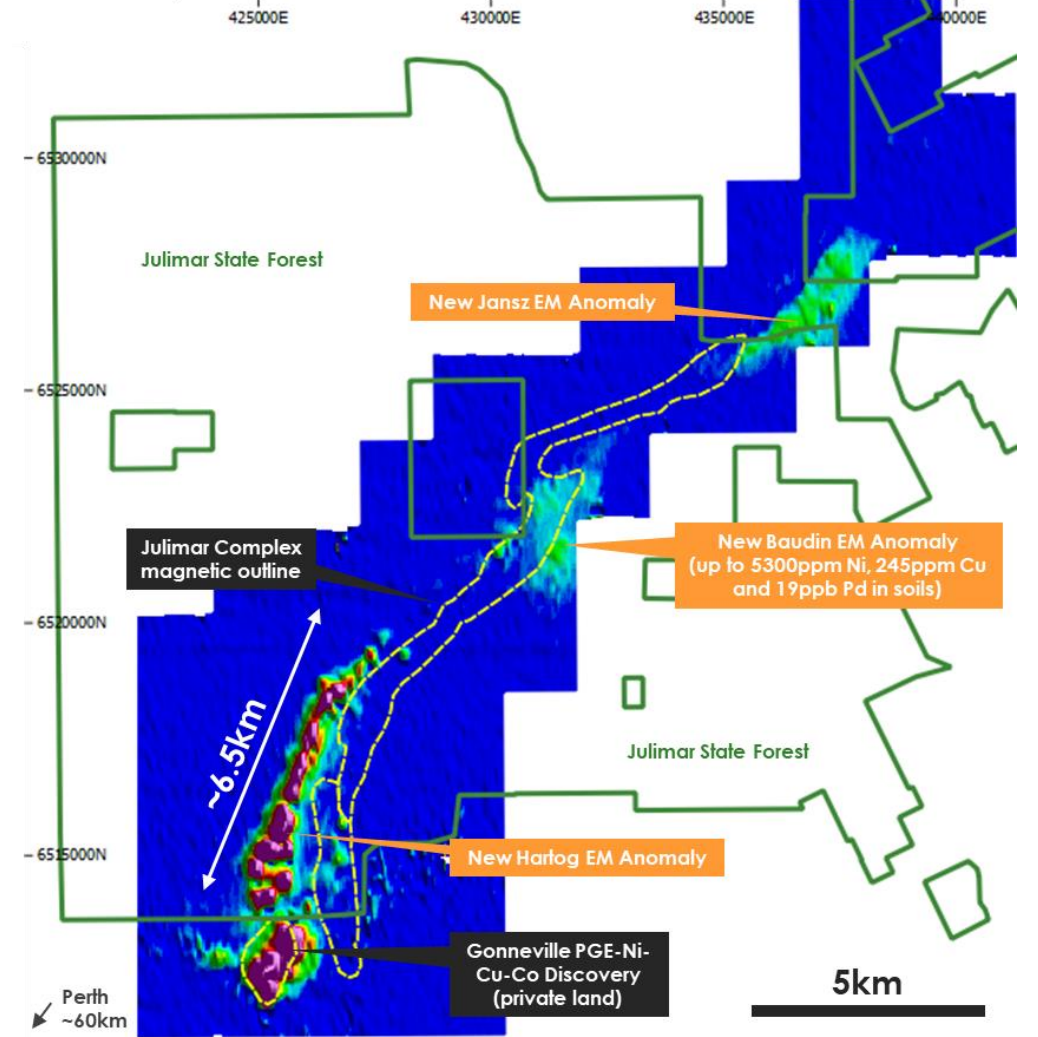 425000E
430000E
435000E
440000E
6530000N
Julimar State Forest
New Jansz EM Anomaly
6525000N
Julimar Complex
magnetic outline
New Baudin EM Anomaly
(up to 5300ppm Ni, 245ppm Cu
and 19ppb Pd in soils)
6520000N
~6.5km
Julimar State Forest
6515000N
New Hartog EM Anomaly
Gonneville PGE-Ni-
Cu-Co Discovery
(private land)
5km
Perth
~60km